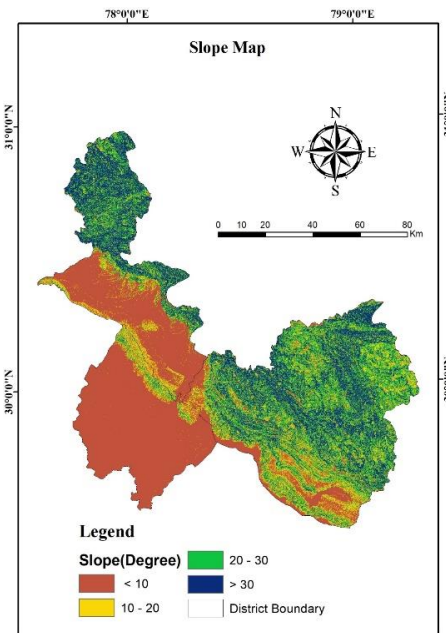 78°0'0"E 79°0'0"E
Slope Map
31°0'0"N
N
W E
S
0 10 20 40 60 80
Km
30°0'0"N
Legend
Slope(Degree)
< 10
10 - 20
20 - 30
> 30
District Boundary